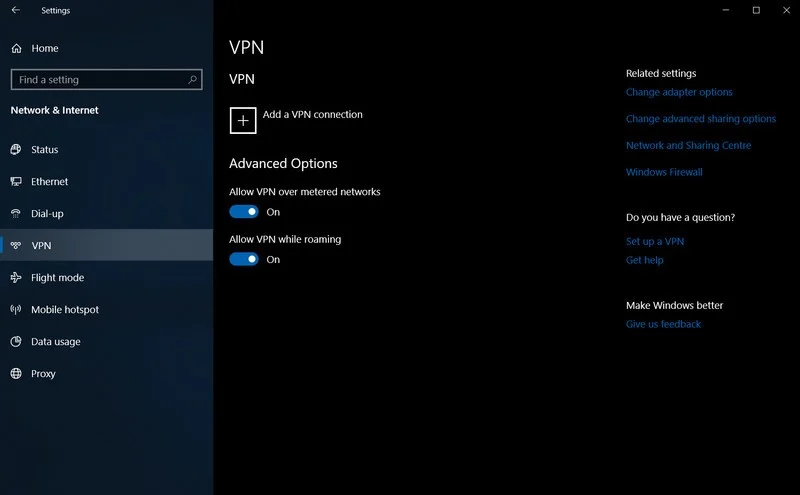 Settings
Home
Find a setting
Network & Internet
Status
Ethernet
Dial-up
VPN
Flight mode
Mobile hotspot
Data usage
Proxy
VPN
VPN
Add a VPN connection
Advanced Options
Allow VPN over metered networks
On
Allow VPN while roaming
On
Related settings
Change adapter options
Change advanced sharing options
Network and Sharing Centre
Windows Firewall
Do you have a question?
Set up a VPN
Get help
Make Windows better
Give us feedback